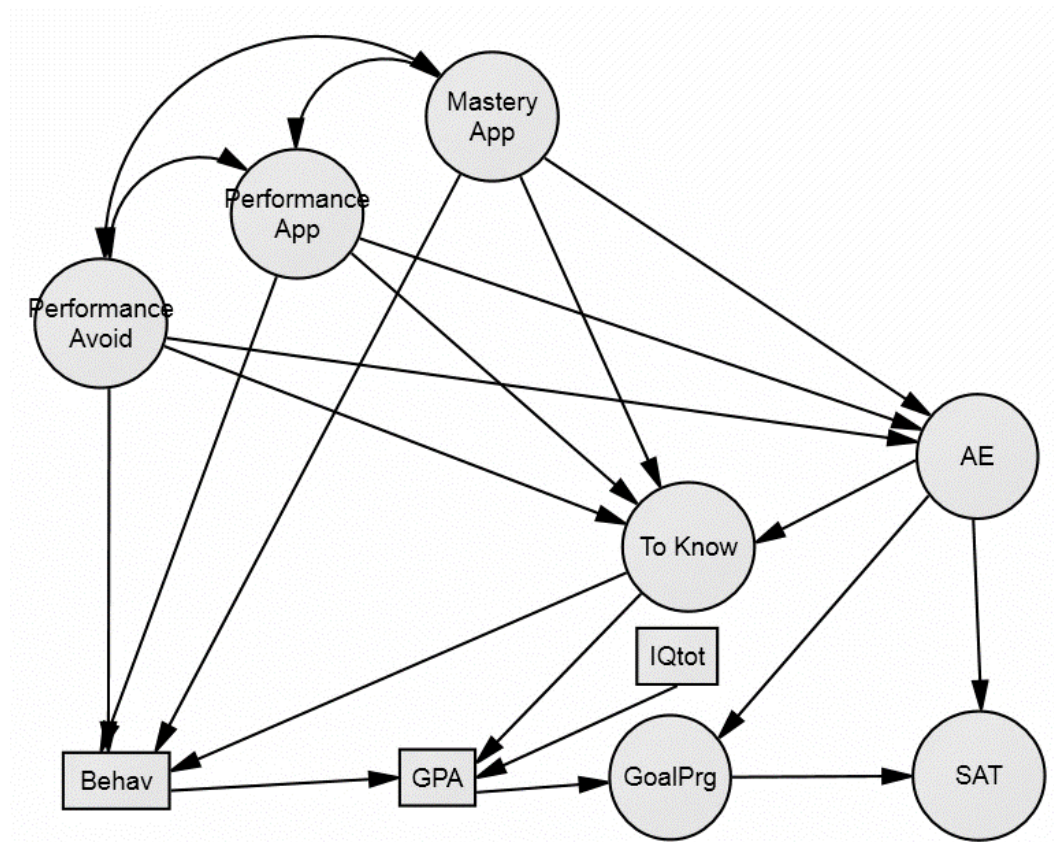 Mastery
App
Performance
App
Performance
Avoid
AE
To Know
IQtot
Behav
GPA
GoalPrg
SAT